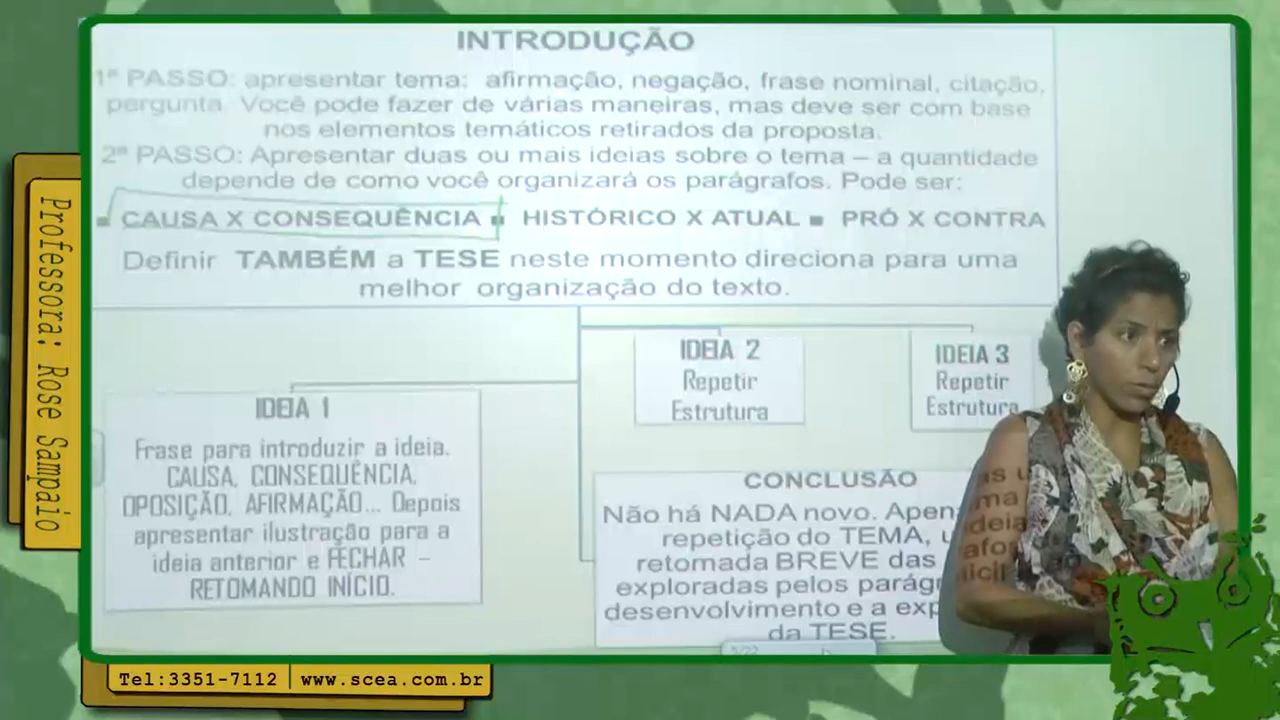 INTRODUÇÃO
1º PASSO: apresentar tema: afirmação, negação, frase nominal, citação,
pergunta. Você pode fazer de várias maneiras, mas deve ser com base
nos elementos temáticos retirados da proposta.
2º PASSO: Apresentar duas ou mais ideias sobre o tema – a quantidade
depende de como você organizará os parágrafos. Pode ser:
CAUSA X CONSEQUÊNCIA ■ HISTÓRICO X ATUAL ■ PRÓ X CONTRA
Definir TAMBÉM a TESE neste momento direciona para uma
melhor organização do texto.
IDEIA 1
Frase para introduzir a ideia.
CAUSA, CONSEQUÊNCIA,
OPOSIÇÃO, AFIRMAÇÃO... Depois
apresentar ilustração para a
ideia anterior e FECHAR –
RETOMANDO INÍCIO.
IDEIA 2
Repetir
Estrutura
IDEIA 3
Repetir
Estrutura
CONCLUSÃO
Não há NADA novo. Apen
repetição do TEMA, u
retomada BREVE das
exploradas pelos parág
desenvolvimento e a exp
da TESE.
Professora: Rose Sampaio
Tel:3351-7112 | www.scea.com.br